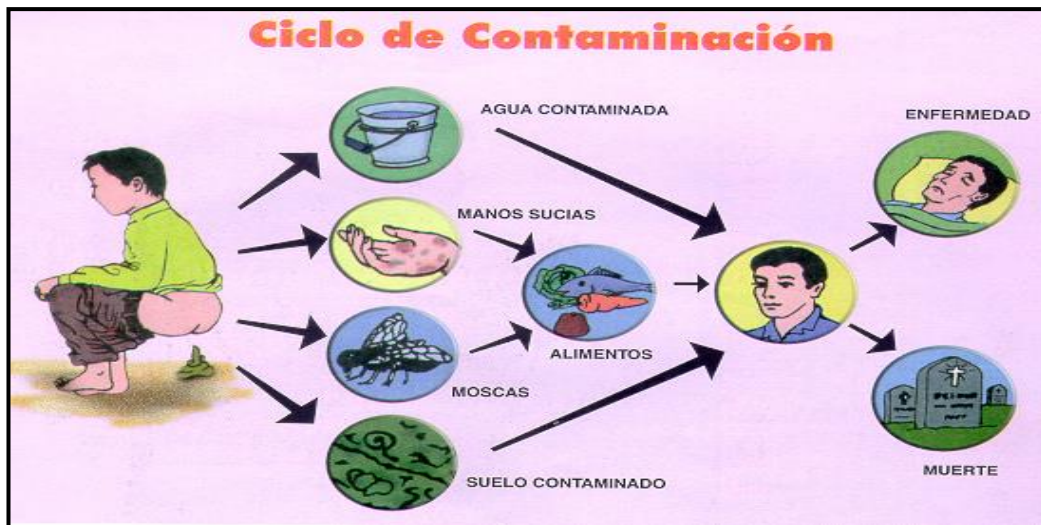 Ciclo de Contaminación
AGUA CONTAMINADA
ENFERMEDAD
MANOS SUCIAS
ALIMENTOS
MOSCAS
MUERTE
SUELO CONTAMINADO